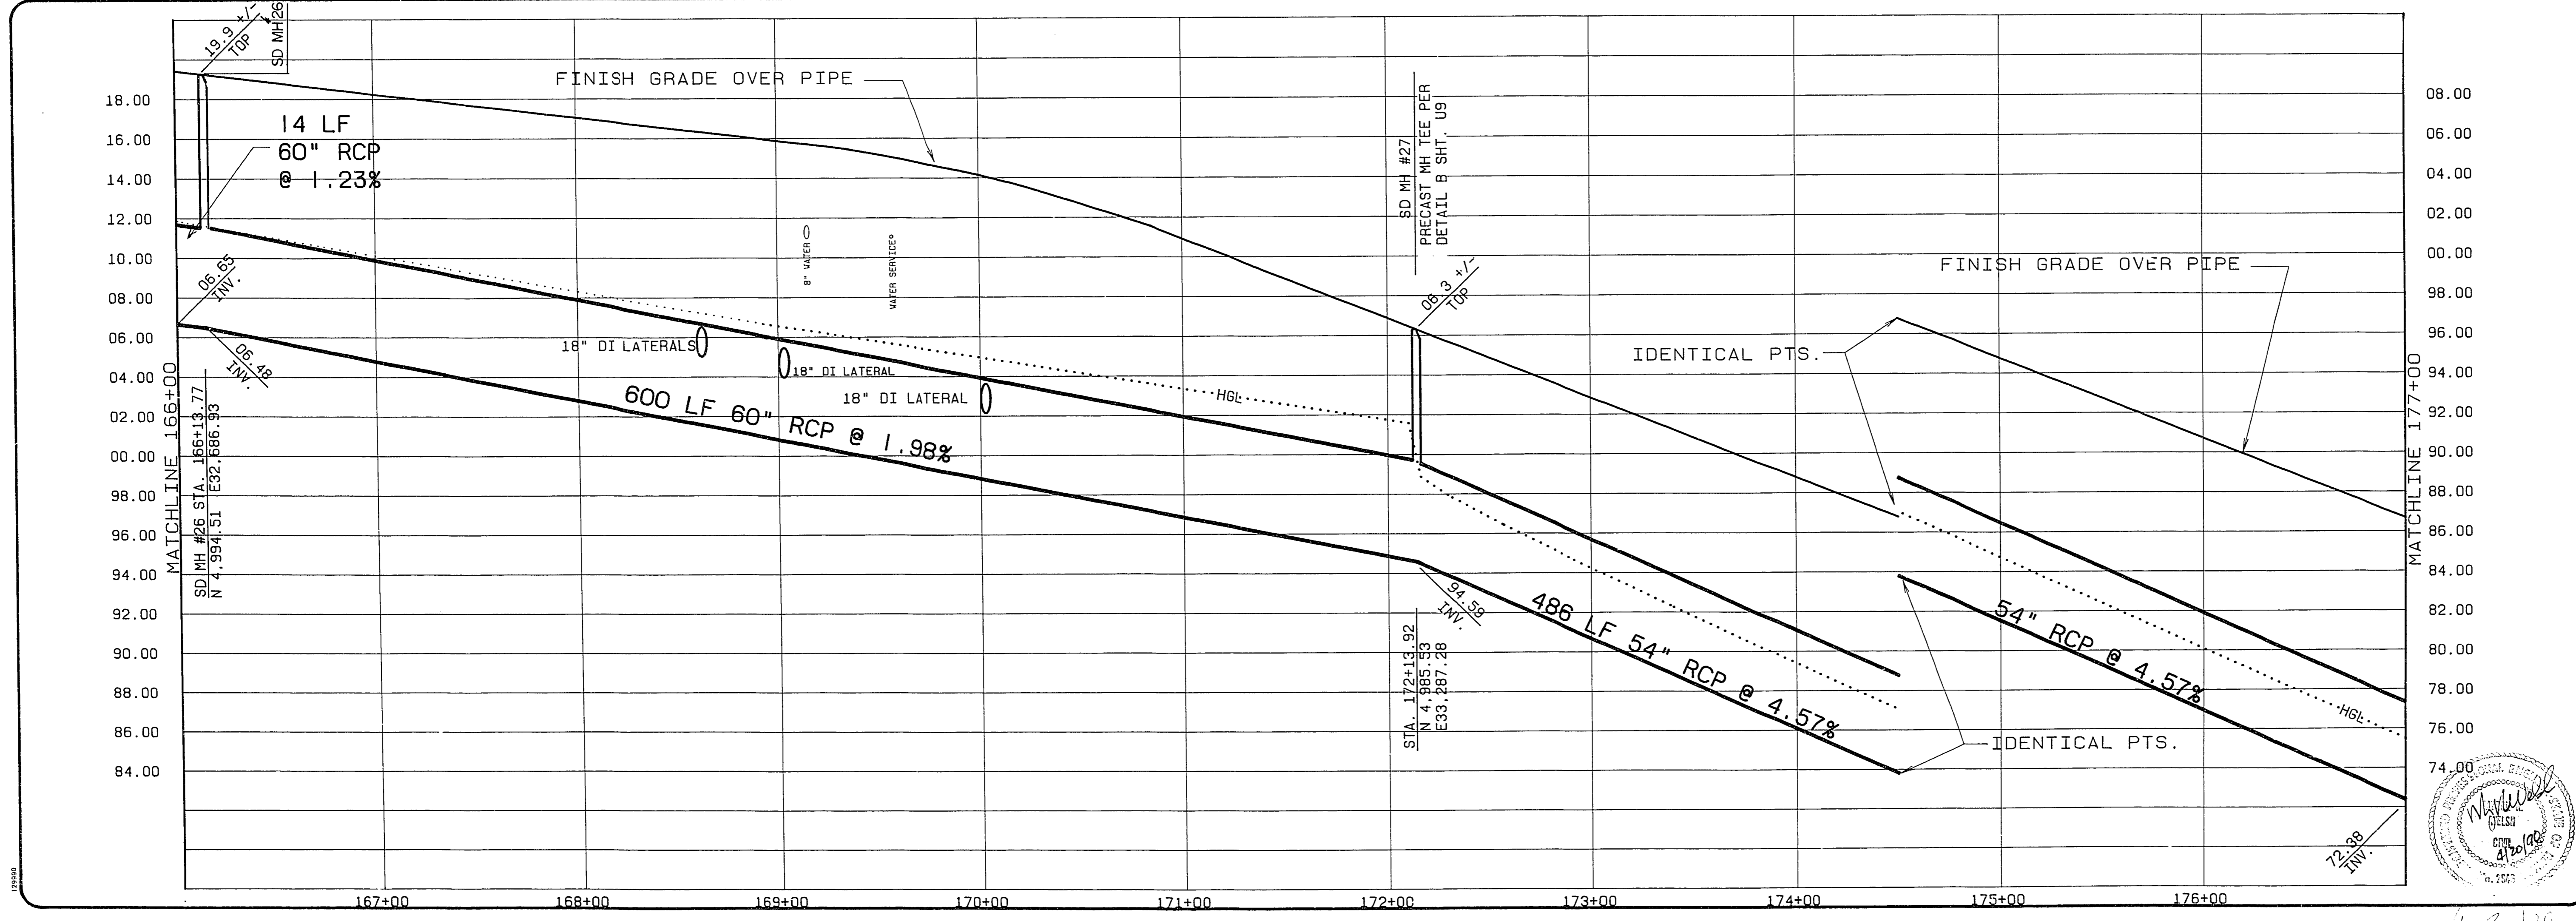 19.9 +/-
TOP
SD MH26
FINISH GRADE OVER PIPE
14 LF
60" RCP
@ 1.23%
18.00
16.00
14.00
12.00
10.00
08.00
06.00
04.00
02.00
00.00
98.00
96.00
94.00
92.00
90.00
88.00
86.00
84.00
MATCHLINE 166+00
06.65
INV.
06.48
INV.
SD MH #26 STA. 166+13.77
N 4,994.51 E32,686.93
8" WATER
WATER SERVICE
18" DI LATERALS
18" DI LATERAL
18" DI LATERAL
600 LF 60" RCP @ 1.98%
HGL
SD MH #27
PRECAST MH TEE PER
DETAIL B SHT. U9
06.3 +/-
TOP
94.59
INV.
STA. 172+13.92
N 4,985.53
E33,287.28
486 LF 54" RCP @ 4.57%
IDENTICAL PTS.
FINISH GRADE OVER PIPE
54" RCP @ 4.57%
HGL
IDENTICAL PTS.
72.38
INV.
MATCHLINE 177+00
08.00
06.00
04.00
02.00
00.00
98.00
96.00
94.00
92.00
90.00
88.00
86.00
84.00
82.00
80.00
78.00
76.00
74.00
167+00
168+00
169+00
170+00
171+00
172+00
173+00
174+00
175+00
176+00
4/20/90
129990